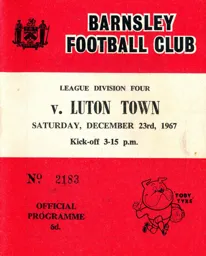 BARNSLEY
FOOTBALL CLUB
LEAGUE DIVISION FOUR
v. LUTON TOWN
SATURDAY, DECEMBER 23rd, 1967
Kick-off 3-15 p.m.
No 2183
TOBY
TYKE
OFFICIAL
PROGRAMME
6d.